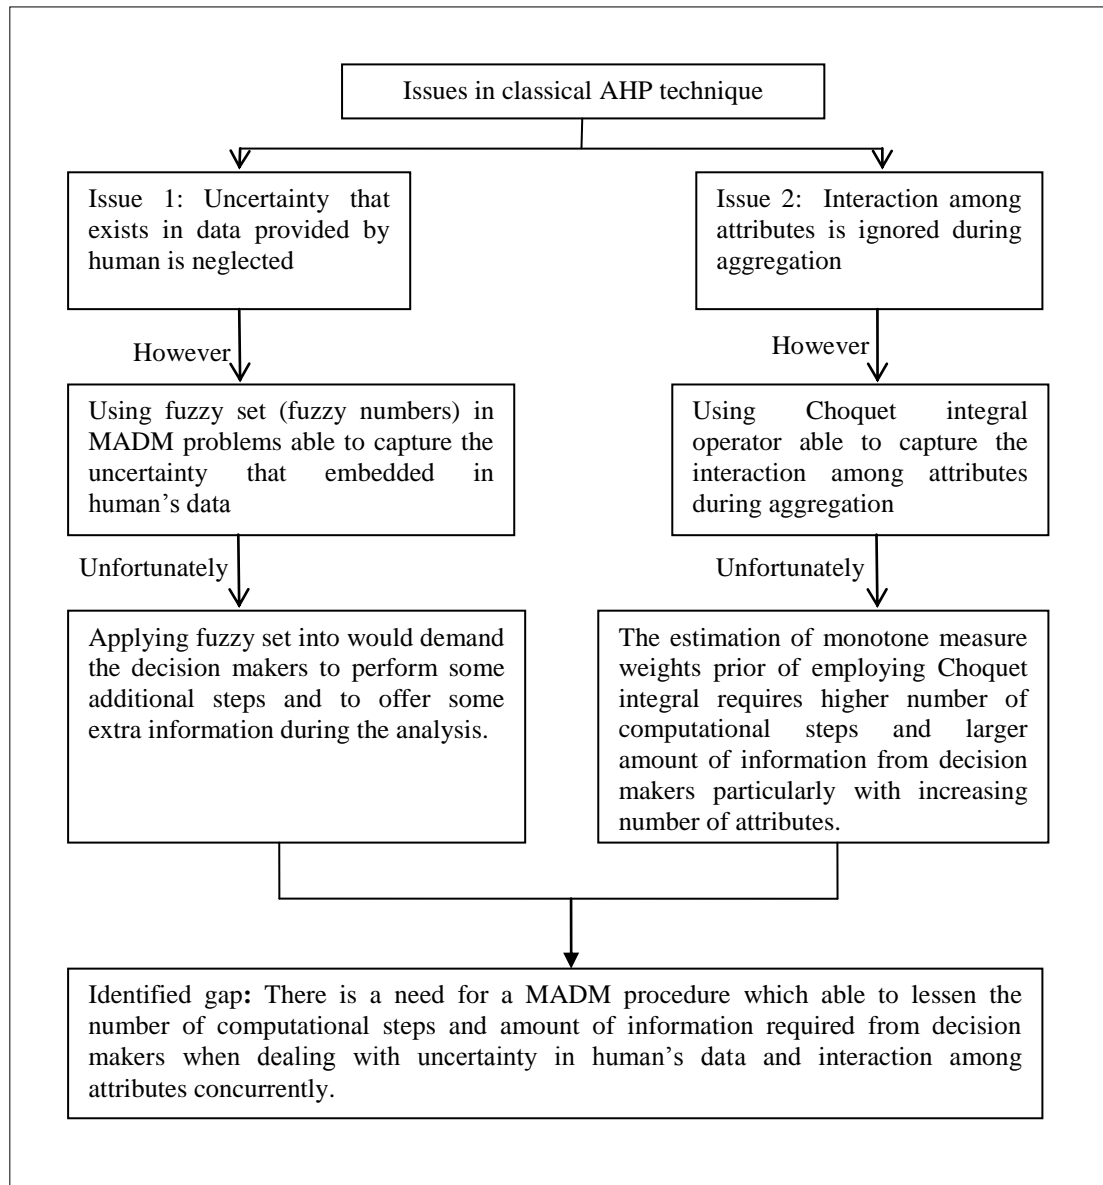 Issues in classical AHP technique
Issue 1: Uncertainty that
exists in data provided by
human is neglected
Issue 2: Interaction among
attributes is ignored during
aggregation
However
However
Using fuzzy set (fuzzy numbers) in
MADM problems able to capture the
uncertainty that embedded in
human's data
Using Choquet integral
operator able to capture the
interaction among attributes
during aggregation
Unfortunately
Unfortunately
Applying fuzzy set into would demand
the decision makers to perform some
additional steps and to offer some
extra information during the analysis.
The estimation of monotone measure
weights prior of employing Choquet
integral requires higher number of
computational steps and larger
amount of information from decision
makers particularly with increasing
number of attributes.
Identified gap: There is a need for a MADM procedure which able to lessen the
number of computational steps and amount of information required from decision
makers when dealing with uncertainty in human's data and interaction among
attributes concurrently.